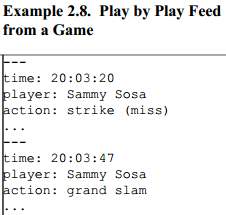 Example 2.8.  Play by Play Feed
from a Game
---
time: 20:03:20
player: Sammy Sosa
action: strike (miss)
...
---
time: 20:03:47
player: Sammy Sosa
action: grand slam
...